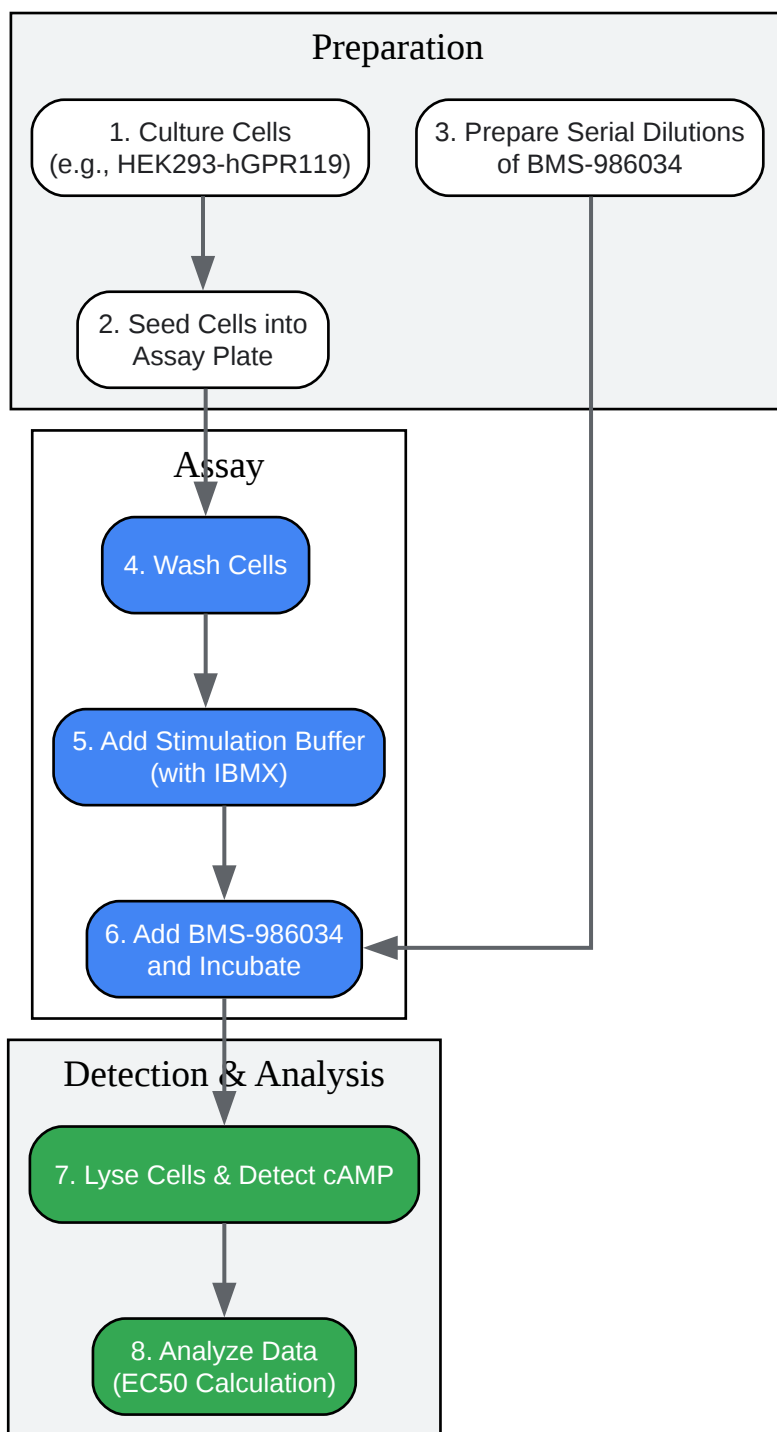 Preparation
1. Culture Cells
(e.g., HEK293-hGPR119)
3. Prepare Serial Dilutions
of BMS-986034
2. Seed Cells into
Assay Plate
Assay
4. Wash Cells
5. Add Stimulation Buffer
(with IBMX)
6. Add BMS-986034
and Incubate
Detection & Analysis
7. Lyse Cells & Detect cAMP
8. Analyze Data
(EC50 Calculation)